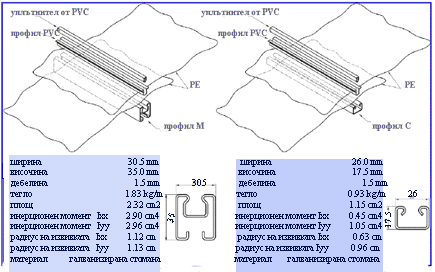 уплътнител от PVC
профил PVC
PE
профил M
уплътнител от PVC
профил PVC
PE
профил C
ширина 30.5 mm
височина 35.0 mm
дебелина 1.5 mm
тегло 1.83 kg/m
площ 2.32 cm2
инерционен момент Ixx 2.90 cm4
инерционен момент Iyy 2.96 cm4
радиус на извивката Ixx 1.12 cm
радиус на извивката Iyy 1.13 cm
материал галванизирана стомана
305
35
ширина 26.0 mm
височина 17.5 mm
дебелина 1.5 mm
тегло 0.93 kg/m
площ 1.15 cm2
инерционен момент Ixx 0.45 cm4
инерционен момент Iyy 1.05 cm4
радиус на извивката Ixx 0.63 cm
радиус на извивката Iyy 0.96 cm
материал галванизирана стомана
26
17.5